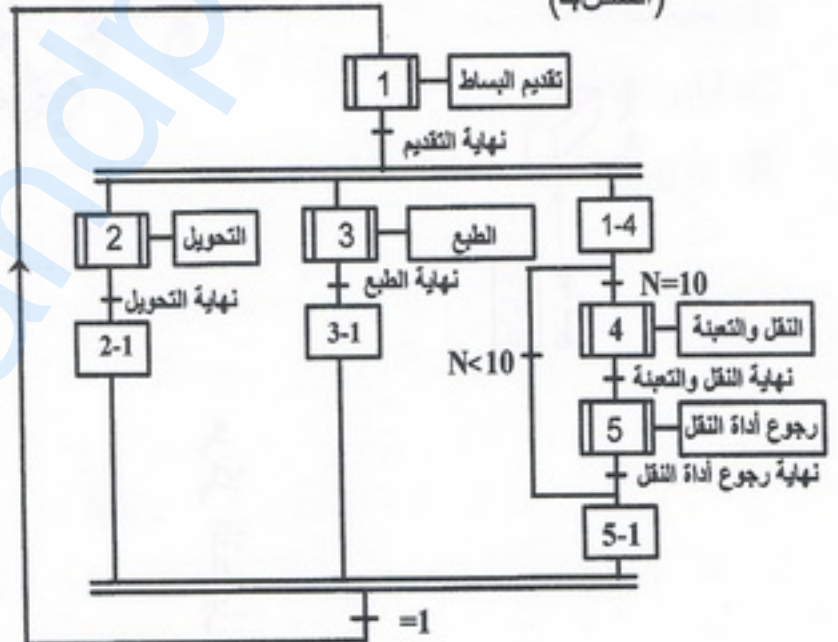 1 تقديم البساط
نهاية التقديم
2 التحويل
3 الطبع
1-4
نهاية التحويل
نهاية الطبع
N=10
2-1
3-1
N<10
4 النقل والتعبئة
نهاية النقل والتعبئة
5 رجوع أداة النقل
نهاية رجوع أداة النقل
5-1
=1